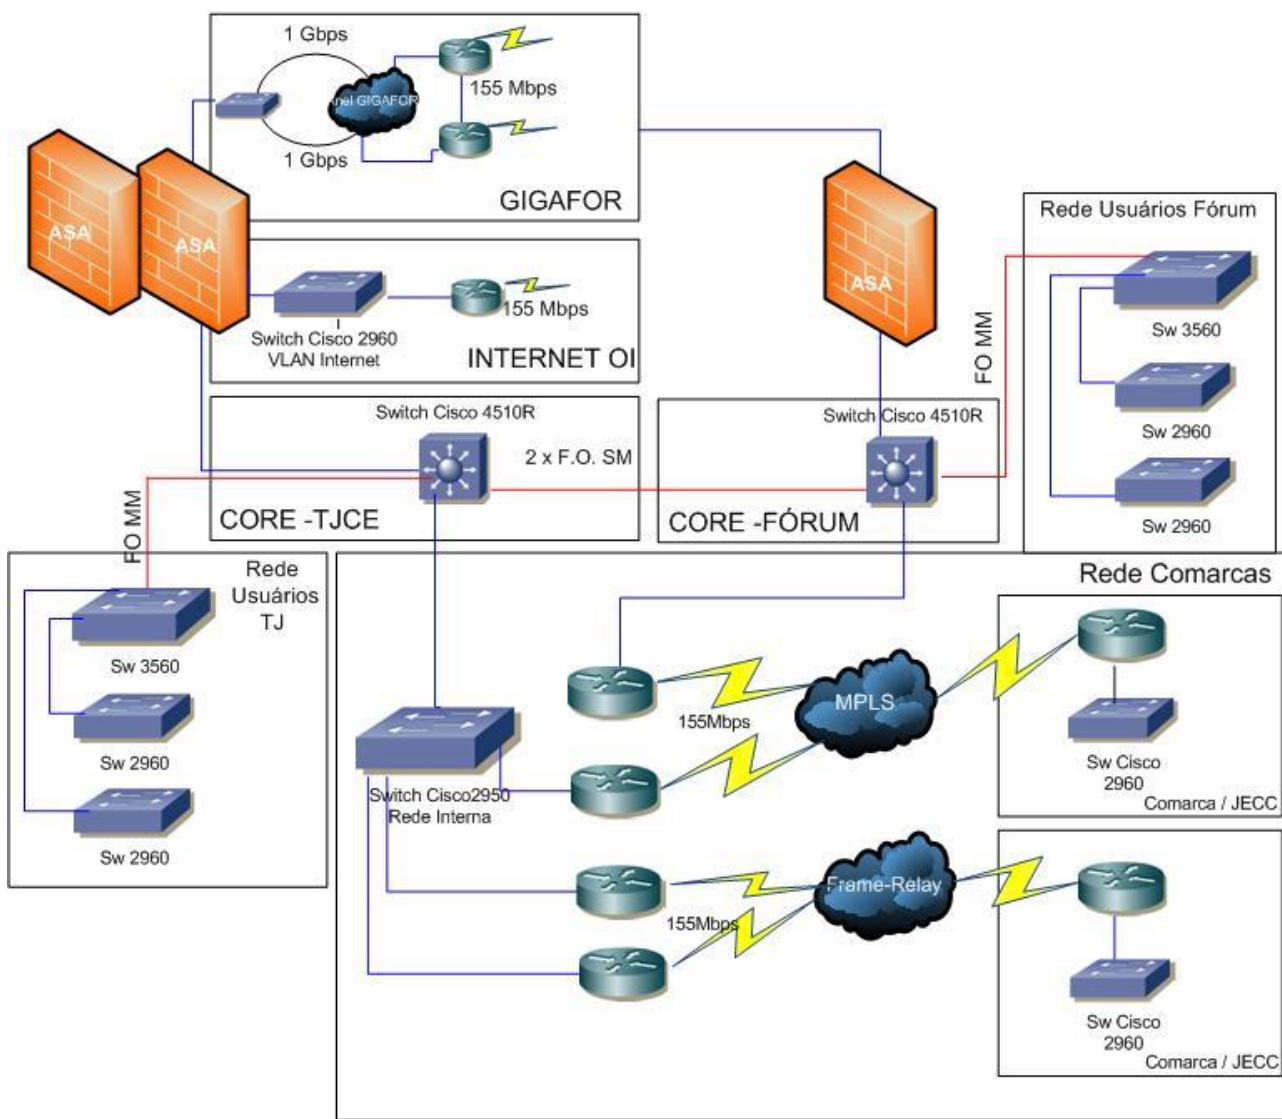 1 Gbps
Anel GIGAFOR
155 Mbps
1 Gbps
GIGAFOR
ASA
ASA
Switch Cisco 2960
VLAN Internet
155 Mbps
INTERNET OI
ASA
Rede Usuários Fórum
Sw 3560
Sw 2960
Sw 2960
FO MM
Switch Cisco 4510R
2 x F.O. SM
CORE -TJCE
Switch Cisco 4510R
CORE -FÓRUM
FO MM
Rede
Usuários
TJ
Sw 3560
Sw 2960
Sw 2960
Rede Comarcas
Switch Cisco2950
Rede Interna
155Mbps
MPLS
Sw Cisco
2960
Comarca / JECC
155Mbps
Frame-Relay
Sw Cisco
2960
Comarca / JECC